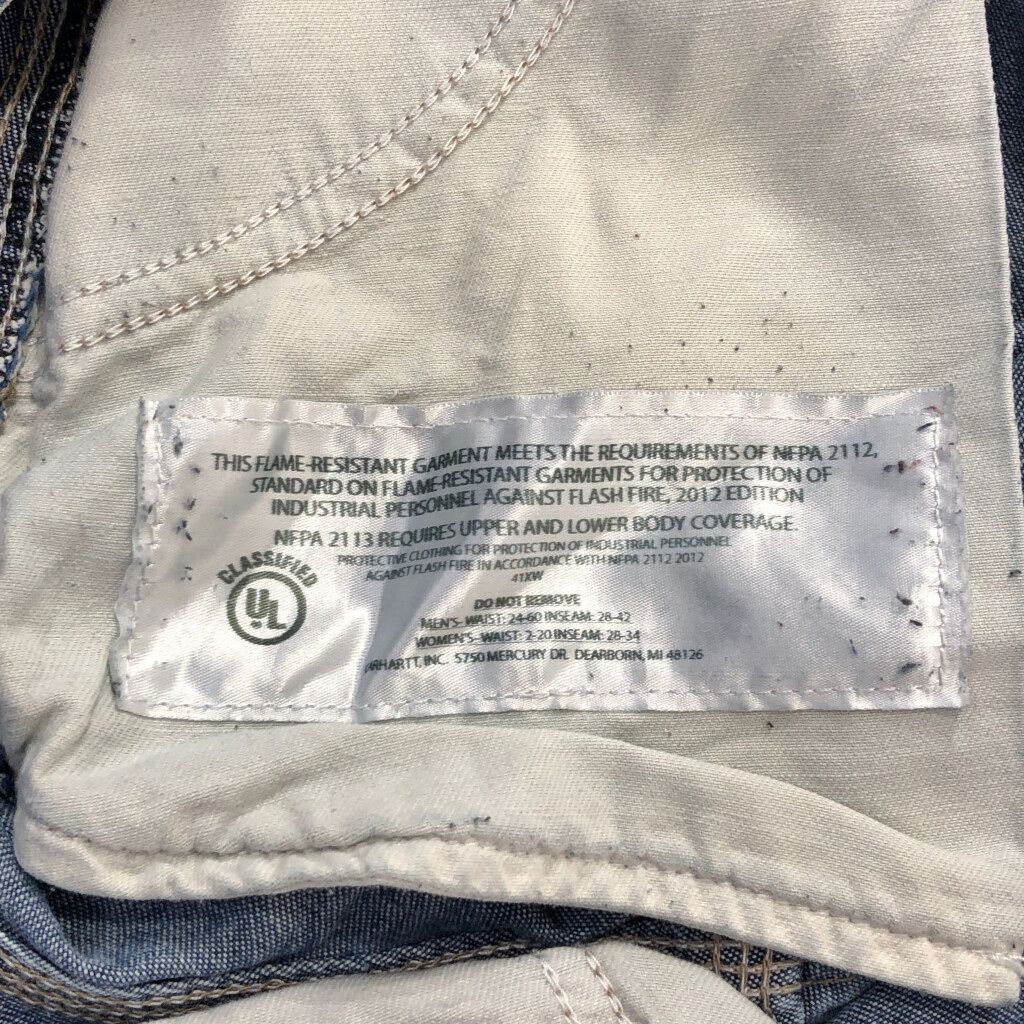 THIS FLAME-RESISTANT GARMENT MEETS THE REQUIREMENTS OF NFPA 2112,
STANDARD ON FLAME-RESISTANT GARMENTS FOR PROTECTION OF
INDUSTRIAL PERSONNEL AGAINST FLASH FIRE, 2012 EDITION
NFPA 2113 REQUIRES UPPER AND LOWER BODY COVERAGE.
PROTECTIVE CLOTHING FOR PROTECTION OF INDUSTRIAL PERSONNEL
AGAINST FLASH FIRE IN ACCORDANCE WITH NFPA 2112 2012
41XW
CLASSIFIED
UL
DO NOT REMOVE
MEN'S- WAIST: 24-60 INSEAM: 28-42
WOMEN'S- WAIST: 2-20 INSEAM: 28-34
ARHARTT, INC. 5750 MERCURY DR. DEARBORN, MI 48126